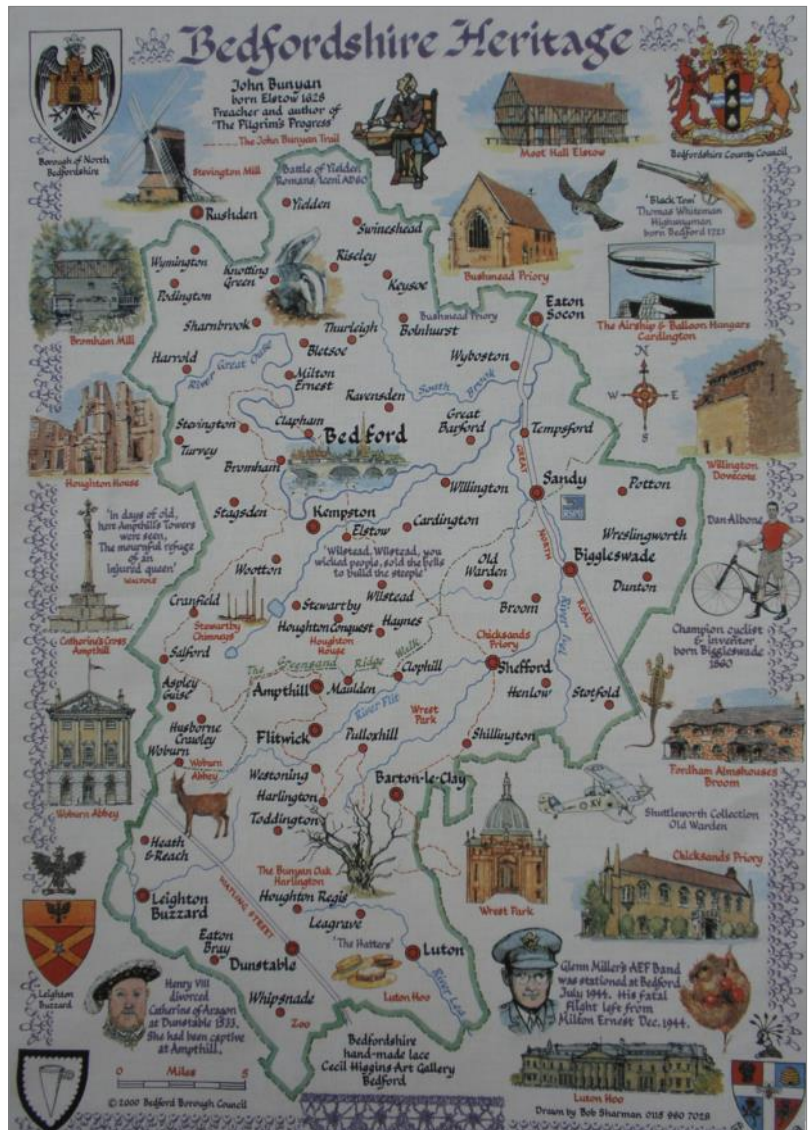 Bedfordshire Heritage
Borough of North
Bedfordshire
Stevington Mill
John Bunyan
born Elstow 1628
Preacher and author of
'The Pilgrim's Progress'
The John Bunyan Trail
Moot Hall Elstow
Bedfordshire County Council
'Black Tom'
Thomas Whiteman
Highwayman
born Bedford 1723
Bushmead Priory
The Airship & Balloon Hangars
Cardington
Bromham Mill
Houghton House
'In days of old,
here Ampthill's Towers
were seen,
The mournful refuge
of an
injured queen'
WALPOLE
Catherine's Cross
Ampthill
Woburn Abbey
Leighton
Buzzard
N
W
E
S
Willington
Dovecote
Dan Albone
Champion cyclist
& inventor
born Biggleswade
1860
Fordham Almshouses
Broom
Shuttleworth Collection
Old Warden
Wrest Park
Chicksands Priory
Battle of Yielden
Romans/Iceni AD60
Rushden
Yielden
Swineshead
Wymington
Knotting
Green
Riseley
Keysoe
Podington
Sharnbrook
Thurleigh
Bolnhurst
Bushmead Priory
Eaton
Socon
Harrold
River Great Ouse
Bletsoe
Milton
Ernest
Wyboston
South Brook
Ravensden
Stevington
Clapham
Great
Barford
Tempsford
Turvey
Bedford
Bromham
GREAT
NORTH
ROAD
Willington
Sandy
Potton
Stagsden
Kempston
Elstow
Cardington
Wreslingworth
'Wilstead, Wilstead, you
wicked people, sold the bells
to build the steeple'
Wootton
Old
Warden
Biggleswade
Dunton
Wilstead
Cranfield
Stewartby
Chimneys
Stewartby
Houghton Conquest
Houghton
House
Haynes
Broom
River Ivel
Chicksands
Priory
Salford
The Greensand Ridge Walk
Clophill
Shefford
Aspley
Guise
Ampthill
Maulden
Henlow
Stotfold
Husborne
Crawley
River Flit
Wrest
Park
Flitwick
Pulloxhill
Shillington
Woburn
Woburn
Abbey
Westoning
Harlington
Barton-le-Clay
Toddington
Heath
& Reach
The Bunyan Oak
Harlington
WATLING STREET
Leighton
Buzzard
Houghton Regis
Leagrave
Eaton
Bray
Dunstable
'The Hatters'
Luton
Luton Hoo
River Lea
Whipsnade
Zoo
Henry VIII
divorced
Catherine of Aragon
at Dunstable 1533.
She had been captive
at Ampthill.
0 Miles 5
© 2000 Bedford Borough Council
Bedfordshire
hand-made lace
Cecil Higgins Art Gallery
Bedford
XV
Glenn Miller's AEF Band
was stationed at Bedford
July 1944. His fatal
flight left from
Milton Ernest Dec. 1944.
Luton Hoo
Drawn by Bob Sharman 0115 960 7029